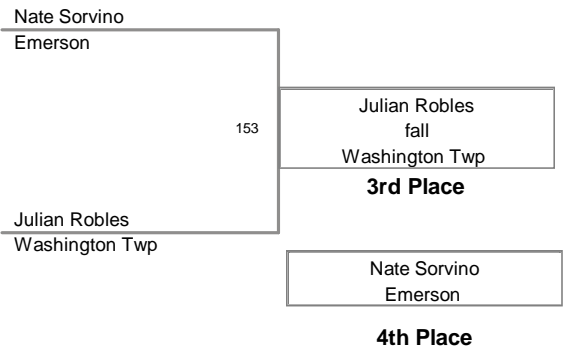 Nate Sorvino
Emerson
153
Julian Robles
fall
Washington Twp
3rd Place
Julian Robles
Washington Twp
Nate Sorvino
Emerson
4th Place